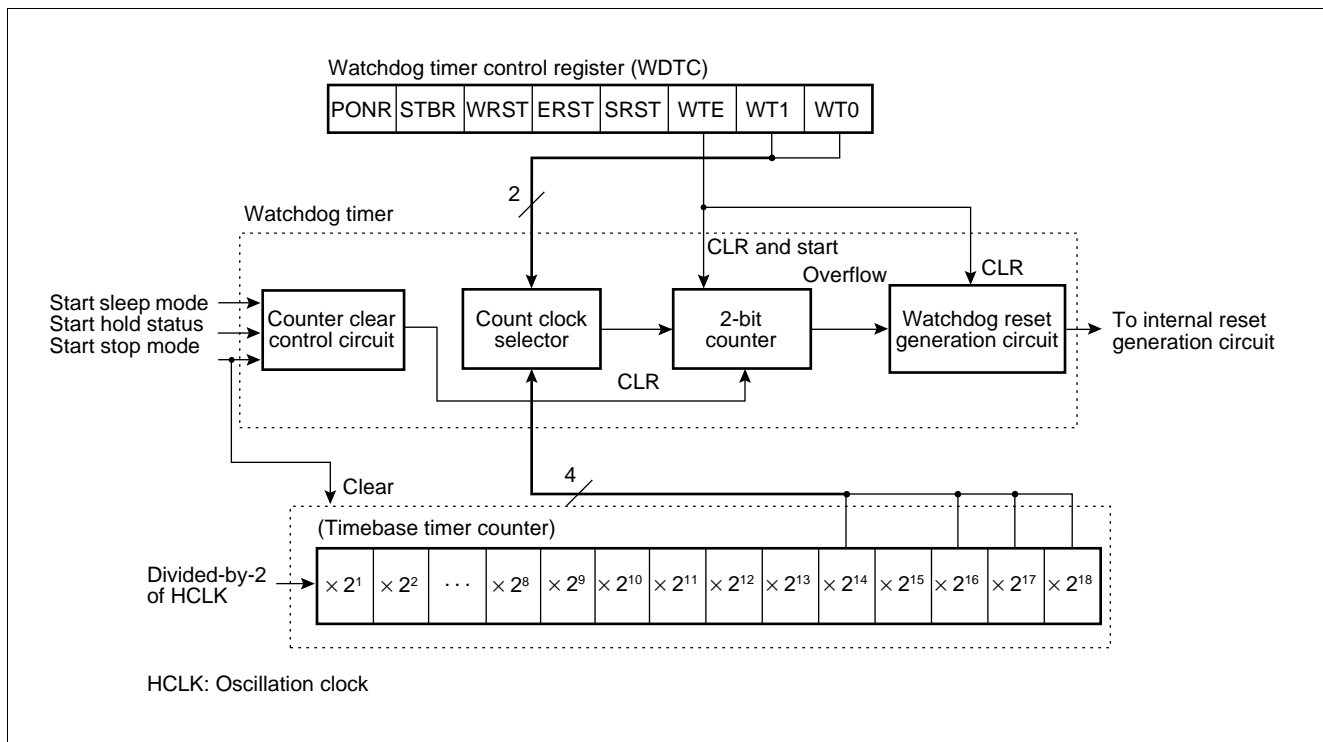 Watchdog timer control register (WDTC)
PONR STBR WRST ERST SRST WTE WT1 WT0
2
Watchdog timer
CLR and start
Overflow
CLR
Start sleep mode
Start hold status
Start stop mode
Counter clear
control circuit
Count clock
selector
2-bit
counter
Watchdog reset
generation circuit
To internal reset
generation circuit
CLR
4
Clear
(Timebase timer counter)
Divided-by-2
of HCLK
× 2¹ × 2² ··· × 2⁸ × 2⁹ × 2¹⁰ × 2¹¹ × 2¹² × 2¹³ × 2¹⁴ × 2¹⁵ × 2¹⁶ × 2¹⁷ × 2¹⁸
HCLK: Oscillation clock